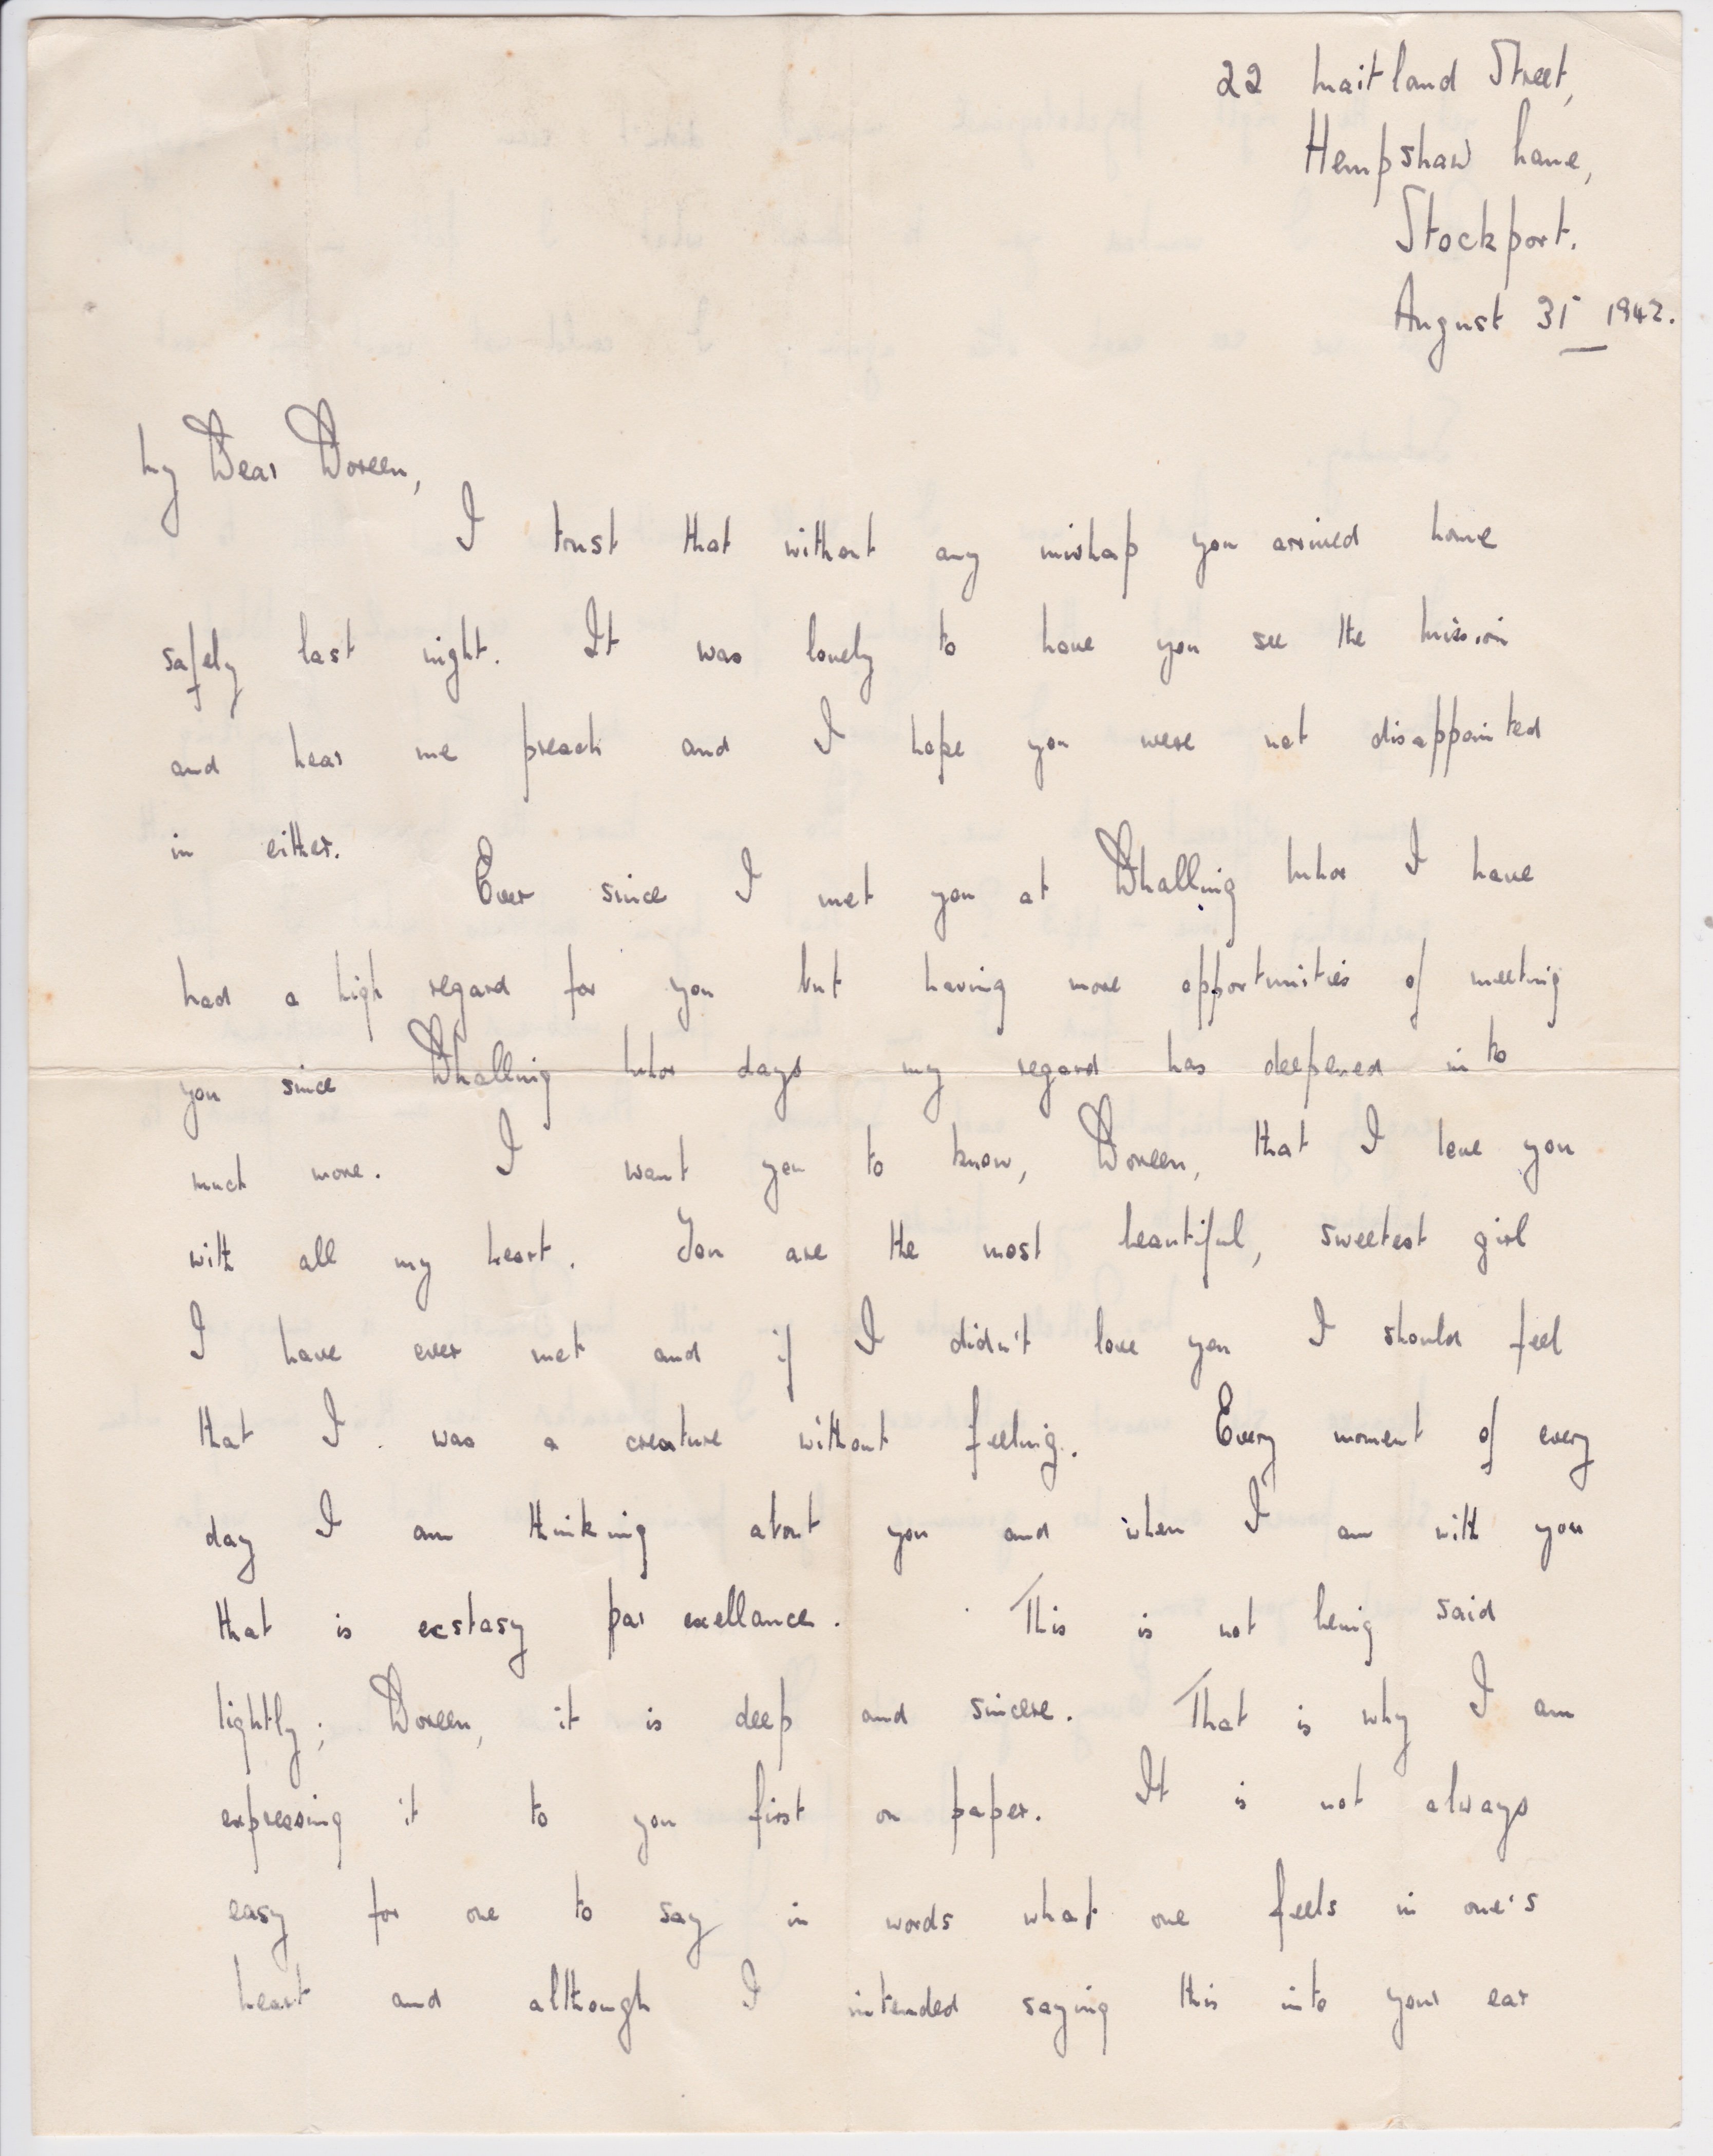 22 Maitland Street,
Hempshaw Lane,
Stockport.
August 31st 1942.
My Dear Doreen,
I trust that without any mishap you arrived home
safely last night. It was lovely to have you see the Mission
and hear me preach and I hope you were not disappointed
in either.
Ever since I met you at Whalling I have
had a high regard for you but having more opportunities of meeting
you since Whalling days my regard has deepened into
much more. I want you to know, Doreen, that I love you
with all my heart. You are the most beautiful, sweetest girl
I have ever met and if I didn't love you I should feel
that I was a creature without feeling. Every moment of every
day I am thinking about you and when I am with you
that is ecstasy par exellance. This is not being said
lightly; Doreen, it is deep and sincere. That is why I am
expressing it to you first on paper. It is not always
easy for one to say in words what one feels in one's
heart and although I intended saying this into your ear